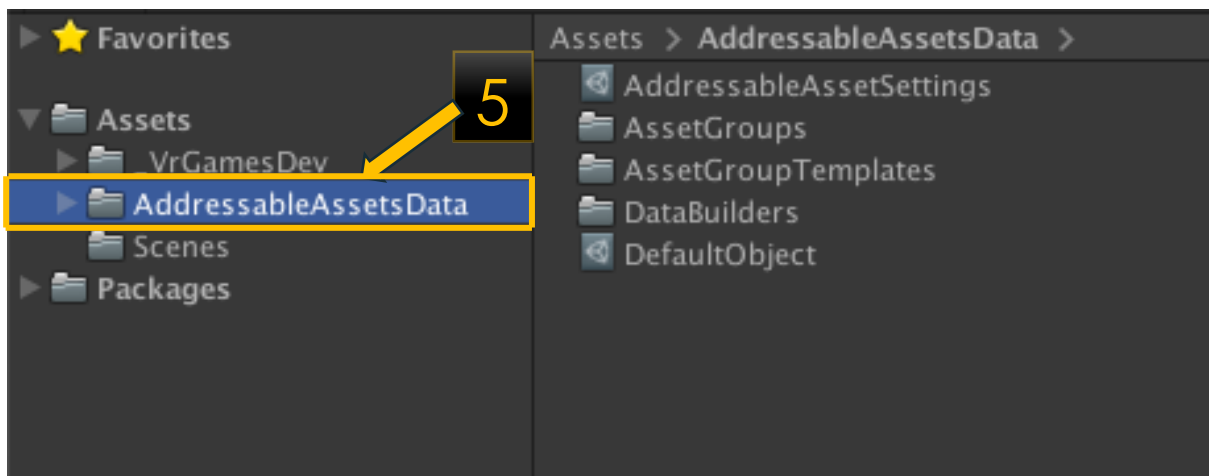 Favorites
Assets
_VrGamesDev
AddressableAssetsData
Scenes
Packages
5
Assets > AddressableAssetsData >
AddressableAssetSettings
AssetGroups
AssetGroupTemplates
DataBuilders
DefaultObject